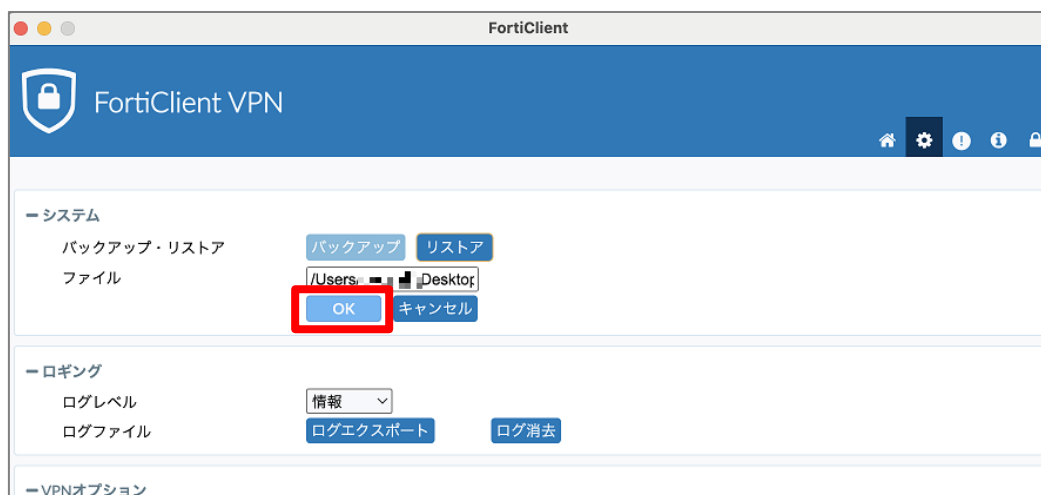 FortiClient
FortiClient VPN
システム
バックアップ・リストア バックアップ リストア
ファイル /Users/ Desktop
OK キャンセル
ロギング
ログレベル 情報
ログファイル ログエクスポート ログ消去
VPNオプション